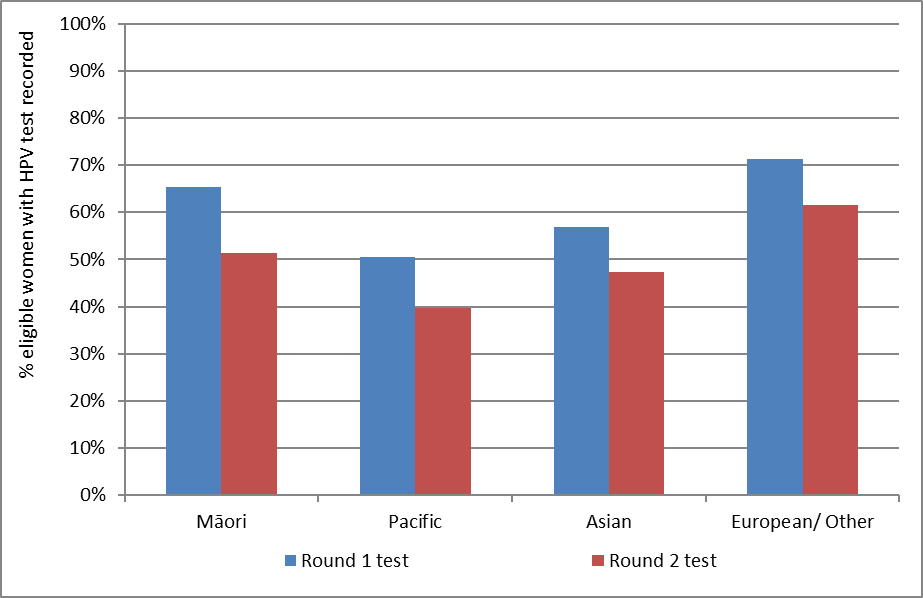 % eligible women with HPV test recorded
100%
90%
80%
70%
60%
50%
40%
30%
20%
10%
0%
Māori
Pacific
Asian
European/ Other
Round 1 test
Round 2 test